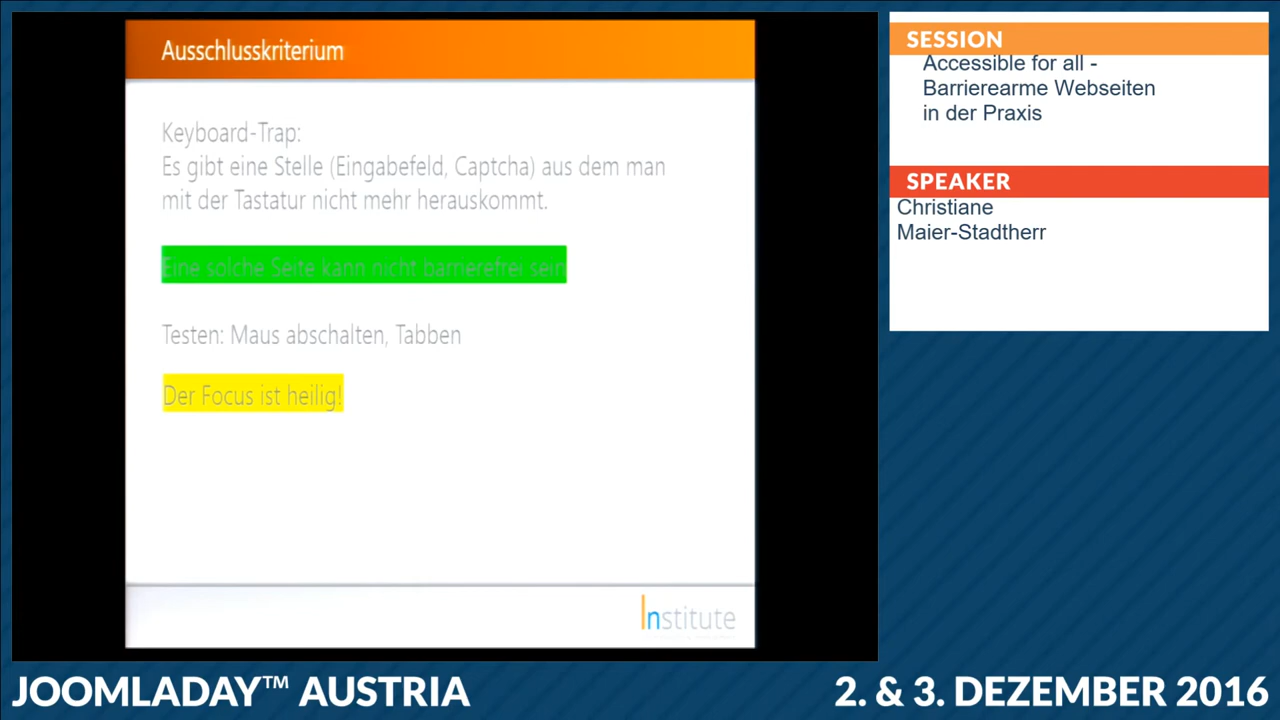 Ausschlusskriterium
Keyboard-Trap:
Es gibt eine Stelle (Eingabefeld, Captcha) aus dem man
mit der Tastatur nicht mehr herauskommt.
Eine solche Seite kann nicht barrierefrei sein
Testen: Maus abschalten, Tabben
Der Focus ist heilig!
Institute
SESSION
Accessible for all -
Barrierearme Webseiten
in der Praxis
SPEAKER
Christiane
Maier-Stadtherr
JOOMLADAY™ AUSTRIA
2. & 3. DEZEMBER 2016